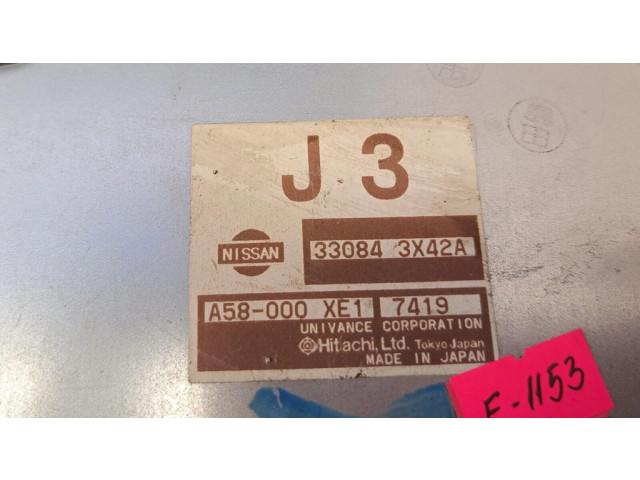 J 3
NISSAN
33084 3X42A
A58-000 XE1 7419
UNIVANCE CORPORATION
Hitachi, Ltd. Tokyo Japan
MADE IN JAPAN
E-1153